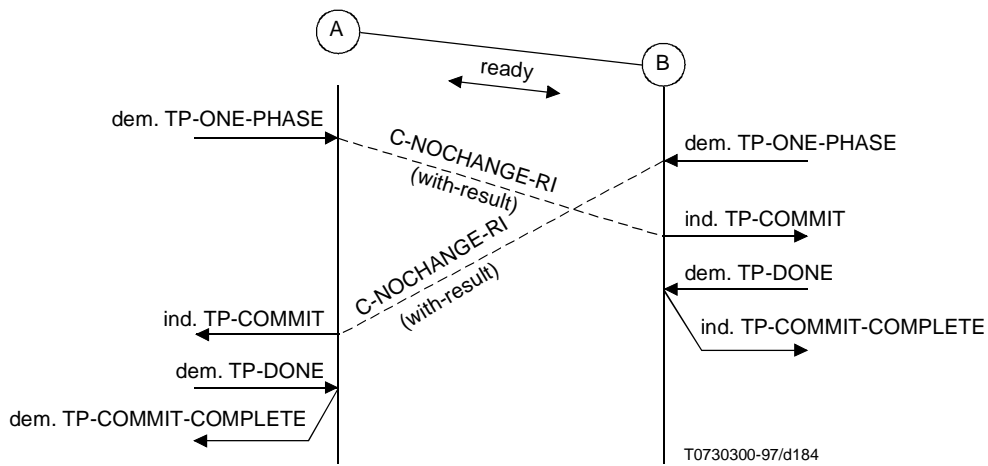 A
B
ready
dem. TP-ONE-PHASE
dem. TP-ONE-PHASE
C-NOCHANGE-RI
(with-result)
ind. TP-COMMIT
C-NOCHANGE-RI
(with-result)
dem. TP-DONE
ind. TP-COMMIT
ind. TP-COMMIT-COMPLETE
dem. TP-DONE
dem. TP-COMMIT-COMPLETE
T0730300-97/d184